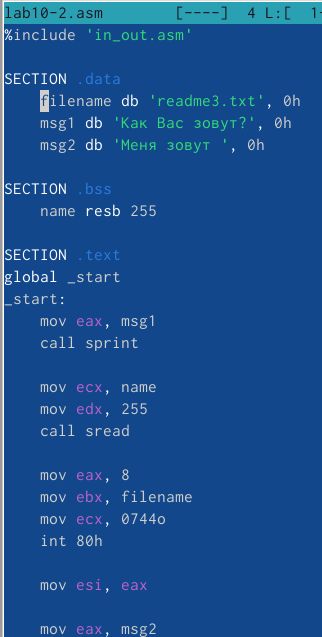 lab10-2.asm [----] 4 L:[ 1-
%include 'in_out.asm'
SECTION .data
filename db 'readme3.txt', 0h
msg1 db 'Как Вас зовут?', 0h
msg2 db 'Меня зовут ', 0h
SECTION .bss
name resb 255
SECTION .text
global _start
_start:
mov eax, msg1
call sprint
mov ecx, name
mov edx, 255
call sread
mov eax, 8
mov ebx, filename
mov ecx, 0744o
int 80h
mov esi, eax
mov eax, msg2